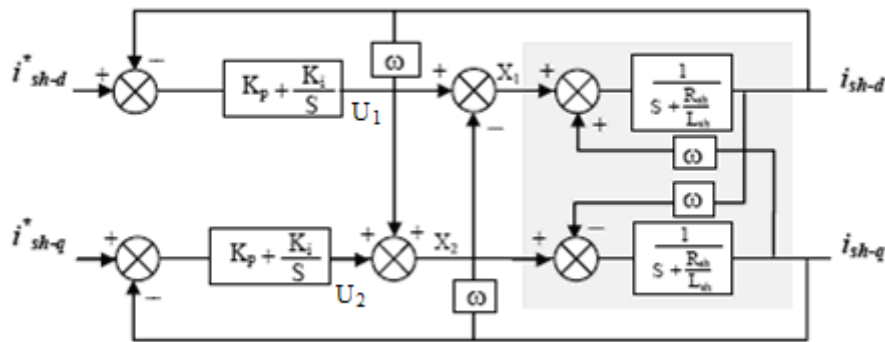 ω
i*sh-d + − Kp + Ki/S U1 + − X1 + + 1/(S + Rsh/Lsh) ish-d
ω
ω
i*sh-q + − Kp + Ki/S U2 + + X2 + − 1/(S + Rsh/Lsh) ish-q
ω